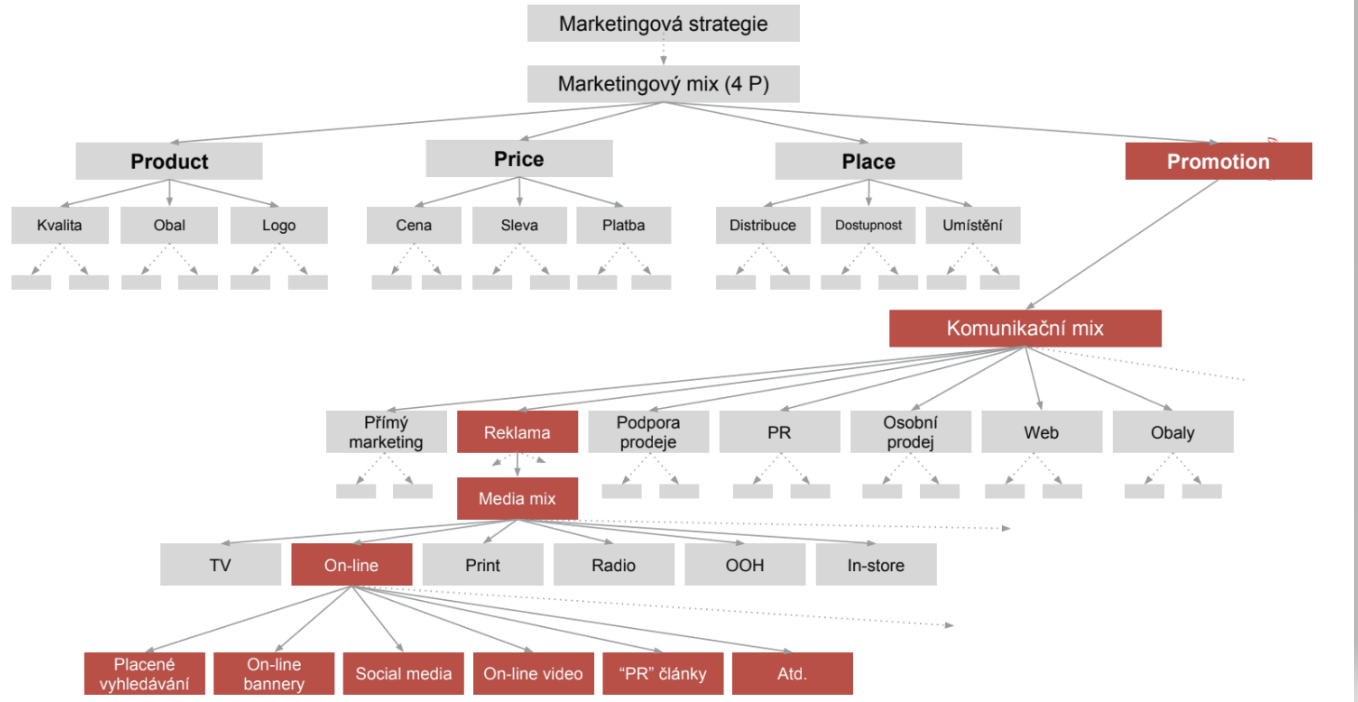 Marketingová strategie
Marketingový mix (4 P)
Product
Price
Place
Promotion
Kvalita
Obal
Logo
Cena
Sleva
Platba
Distribuce
Dostupnost
Umístění
Komunikační mix
Přímý
marketing
Reklama
Podpora
prodeje
PR
Osobní
prodej
Web
Obaly
Media mix
TV
On-line
Print
Radio
OOH
In-store
Placené
vyhledávání
On-line
bannery
Social media
On-line video
“PR” články
Atd.